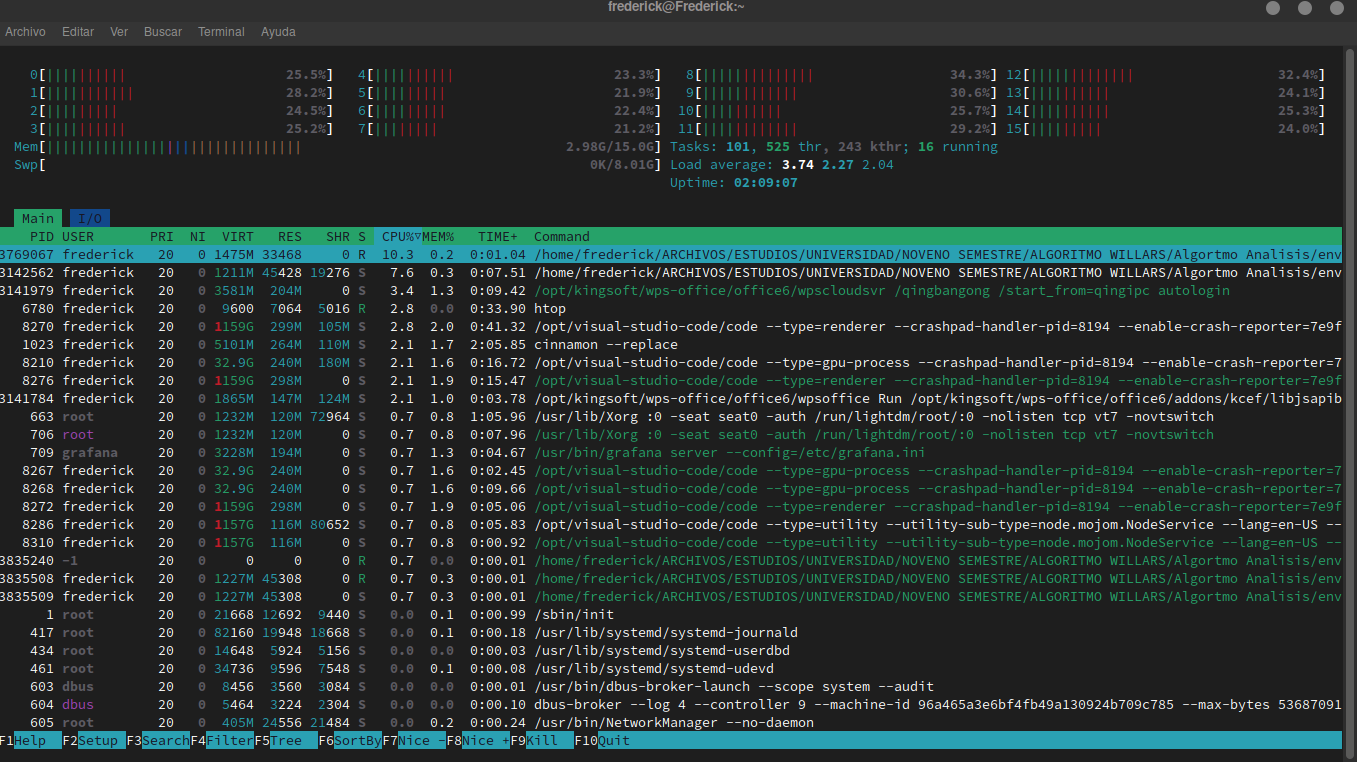 frederick@Frederick:~
Archivo Editar Ver Buscar Terminal Ayuda
0[|||||||||| 25.5%] 4[|||||||||| 23.3%] 8[|||||||||||||| 34.3%] 12[||||||||||||| 32.4%]
1[||||||||||| 28.2%] 5[||||||||| 21.9%] 9[|||||||||||| 30.6%] 13[|||||||||| 24.1%]
2[||||||||| 24.5%] 6[||||||||| 22.4%] 10[|||||||||| 25.7%] 14[|||||||||| 25.3%]
3[|||||||||| 25.2%] 7[|||||||| 21.2%] 11[|||||||||||| 29.2%] 15[||||||||| 24.0%]
Mem[|||||||||||||||||||||||||||||||| 2.98G/15.0G] Tasks: 101, 525 thr, 243 kthr; 16 running
Swp[ 0K/8.01G] Load average: 3.74 2.27 2.04
Uptime: 02:09:07
Main I/O
PID USER PRI NI VIRT RES SHR S CPU%▽MEM% TIME+ Command
3769067 frederick 20 0 1475M 33468 0 R 10.3 0.2 0:01.04 /home/frederick/ARCHIVOS/ESTUDIOS/UNIVERSIDAD/NOVENO SEMESTRE/ALGORITMO WILLARS/Algortmo Analisis/env
3142562 frederick 20 0 1211M 45428 19276 S 7.6 0.3 0:07.51 /home/frederick/ARCHIVOS/ESTUDIOS/UNIVERSIDAD/NOVENO SEMESTRE/ALGORITMO WILLARS/Algortmo Analisis/env
3141979 frederick 20 0 3581M 204M 0 S 3.4 1.3 0:09.42 /opt/kingsoft/wps-office/office6/wpscloudsvr /qingbangong /start_from=qingipc autologin
6780 frederick 20 0 9600 7064 5016 R 2.8 0.0 0:33.90 htop
8270 frederick 20 0 1159G 299M 105M S 2.8 2.0 0:41.32 /opt/visual-studio-code/code --type=renderer --crashpad-handler-pid=8194 --enable-crash-reporter=7e9f
1023 frederick 20 0 5101M 264M 110M S 2.1 1.7 2:05.85 cinnamon --replace
8210 frederick 20 0 32.9G 240M 180M S 2.1 1.6 0:16.72 /opt/visual-studio-code/code --type=gpu-process --crashpad-handler-pid=8194 --enable-crash-reporter=7
8276 frederick 20 0 1159G 298M 0 S 2.1 1.9 0:15.47 /opt/visual-studio-code/code --type=renderer --crashpad-handler-pid=8194 --enable-crash-reporter=7e9f
3141784 frederick 20 0 1865M 147M 124M S 2.1 1.0 0:03.78 /opt/kingsoft/wps-office/office6/wpsoffice Run /opt/kingsoft/wps-office/office6/addons/kcef/libjsapib
663 root 20 0 1232M 120M 72964 S 0.7 0.8 1:05.96 /usr/lib/Xorg :0 -seat seat0 -auth /run/lightdm/root/:0 -nolisten tcp vt7 -novtswitch
706 root 20 0 1232M 120M 0 S 0.7 0.8 0:07.96 /usr/lib/Xorg :0 -seat seat0 -auth /run/lightdm/root/:0 -nolisten tcp vt7 -novtswitch
709 grafana 20 0 3228M 194M 0 S 0.7 1.3 0:04.67 /usr/bin/grafana server --config=/etc/grafana.ini
8267 frederick 20 0 32.9G 240M 0 S 0.7 1.6 0:02.45 /opt/visual-studio-code/code --type=gpu-process --crashpad-handler-pid=8194 --enable-crash-reporter=7
8268 frederick 20 0 32.9G 240M 0 S 0.7 1.6 0:09.66 /opt/visual-studio-code/code --type=gpu-process --crashpad-handler-pid=8194 --enable-crash-reporter=7
8272 frederick 20 0 1159G 298M 0 S 0.7 1.9 0:05.06 /opt/visual-studio-code/code --type=renderer --crashpad-handler-pid=8194 --enable-crash-reporter=7e9f
8286 frederick 20 0 1157G 116M 80652 S 0.7 0.8 0:05.83 /opt/visual-studio-code/code --type=utility --utility-sub-type=node.mojom.NodeService --lang=en-US --
8310 frederick 20 0 1157G 116M 0 S 0.7 0.8 0:00.92 /opt/visual-studio-code/code --type=utility --utility-sub-type=node.mojom.NodeService --lang=en-US --
3835240 -1 20 0 0 0 0 R 0.7 0.0 0:00.01 /home/frederick/ARCHIVOS/ESTUDIOS/UNIVERSIDAD/NOVENO SEMESTRE/ALGORITMO WILLARS/Algortmo Analisis/env
3835508 frederick 20 0 1227M 45308 0 R 0.7 0.3 0:00.01 /home/frederick/ARCHIVOS/ESTUDIOS/UNIVERSIDAD/NOVENO SEMESTRE/ALGORITMO WILLARS/Algortmo Analisis/env
3835509 frederick 20 0 1227M 45308 0 S 0.7 0.3 0:00.01 /home/frederick/ARCHIVOS/ESTUDIOS/UNIVERSIDAD/NOVENO SEMESTRE/ALGORITMO WILLARS/Algortmo Analisis/env
1 root 20 0 21668 12692 9440 S 0.0 0.1 0:00.99 /sbin/init
417 root 20 0 82160 19948 18668 S 0.0 0.1 0:00.18 /usr/lib/systemd/systemd-journald
434 root 20 0 14648 5924 5156 S 0.0 0.0 0:00.03 /usr/lib/systemd/systemd-userdbd
461 root 20 0 34736 9596 7548 S 0.0 0.1 0:00.08 /usr/lib/systemd/systemd-udevd
603 dbus 20 0 8456 3560 3084 S 0.0 0.0 0:00.01 /usr/bin/dbus-broker-launch --scope system --audit
604 dbus 20 0 5464 3224 2304 S 0.0 0.0 0:00.10 dbus-broker --log 4 --controller 9 --machine-id 96a465a3e6bf4fb49a130924b709c785 --max-bytes 53687091
605 root 20 0 405M 24556 21484 S 0.0 0.2 0:00.24 /usr/bin/NetworkManager --no-daemon
F1Help F2Setup F3SearchF4FilterF5Tree F6SortByF7Nice -F8Nice +F9Kill F10Quit